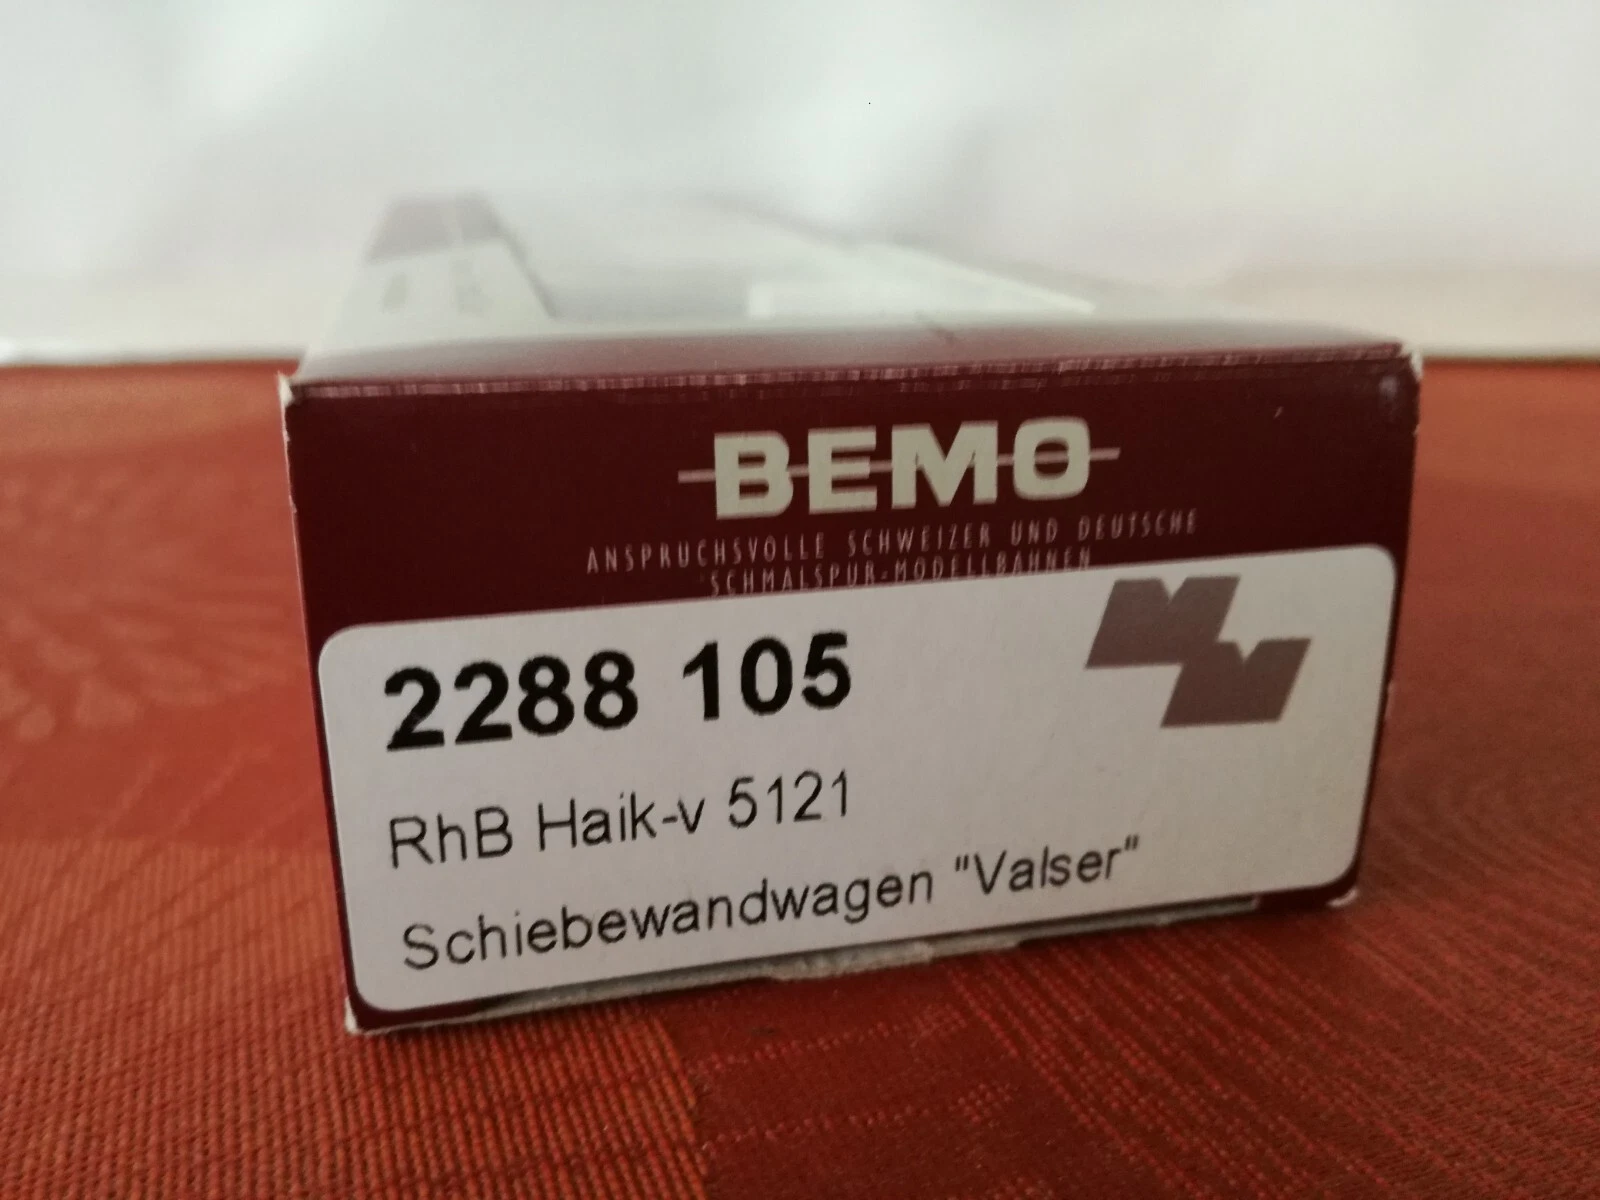 BEMO
ANSPRUCHSVOLLE SCHWEIZER UND DEUTSCHE
SCHMALSPUR-MODELLBAHNEN
2288 105
RhB Haik-v 5121
Schiebewandwagen "Valser"